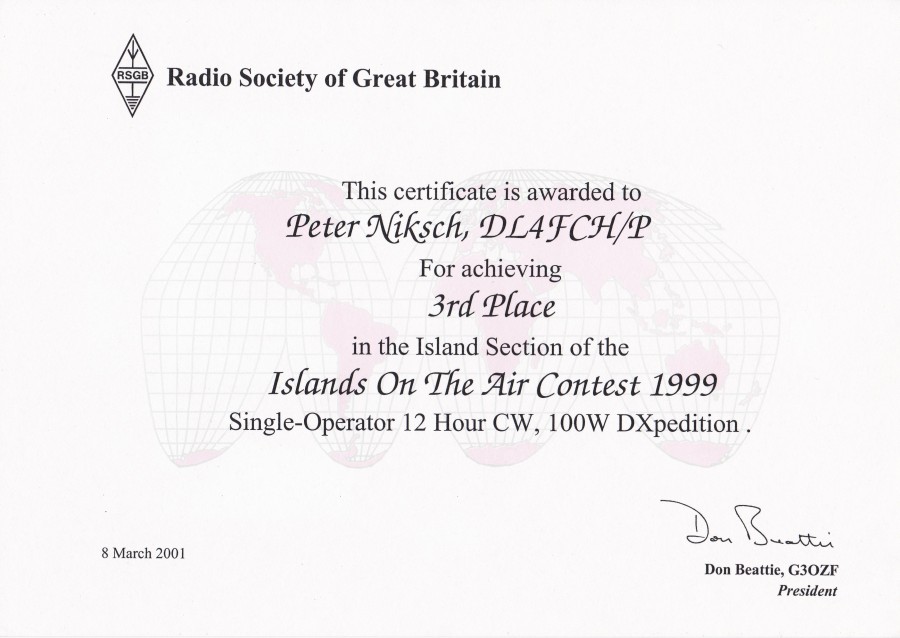 RSGB
Radio Society of Great Britain
This certificate is awarded to
Peter Niksch, DL4FCH/P
For achieving
3rd Place
in the Island Section of the
Islands On The Air Contest 1999
Single-Operator 12 Hour CW, 100W DXpedition .
Don Beattie
8 March 2001
Don Beattie, G3OZF
President